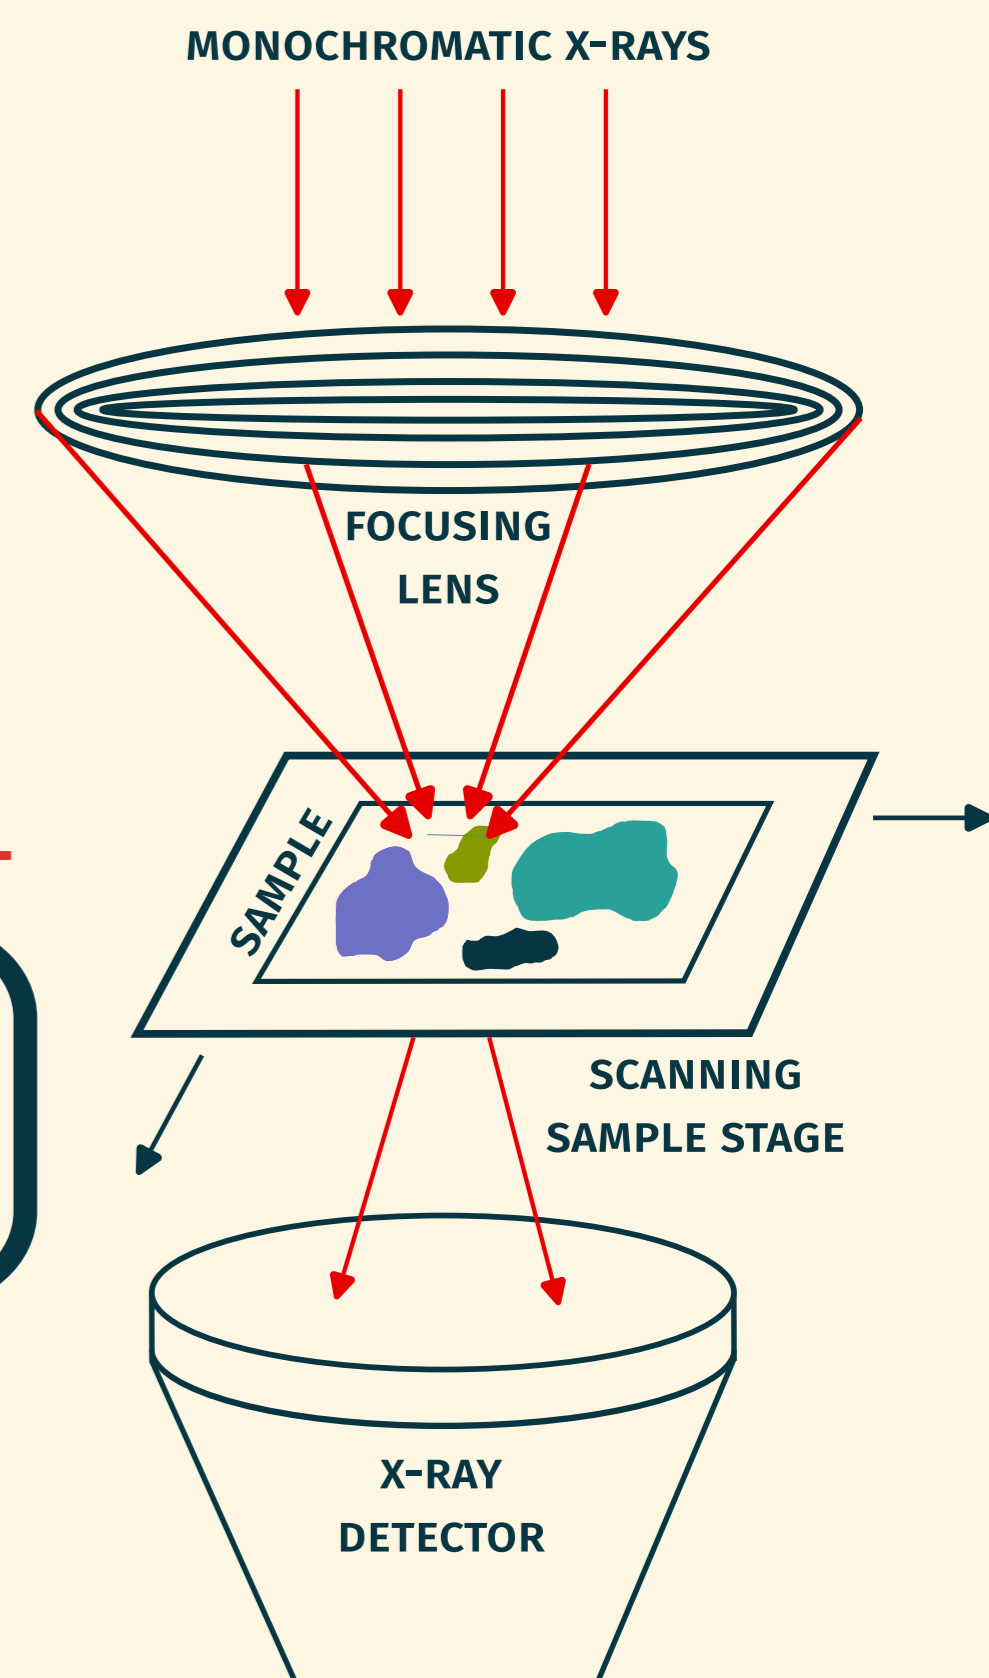 MONOCHROMATIC X-RAYS
FOCUSING
LENS
SAMPLE
SCANNING
SAMPLE STAGE
X-RAY
DETECTOR